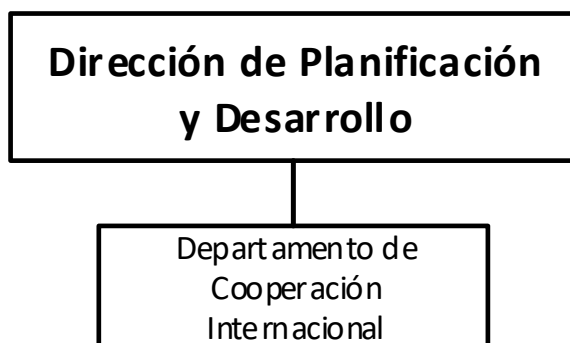 Dirección de Planificación
y Desarrollo
Departamento de
Cooperación
Internacional